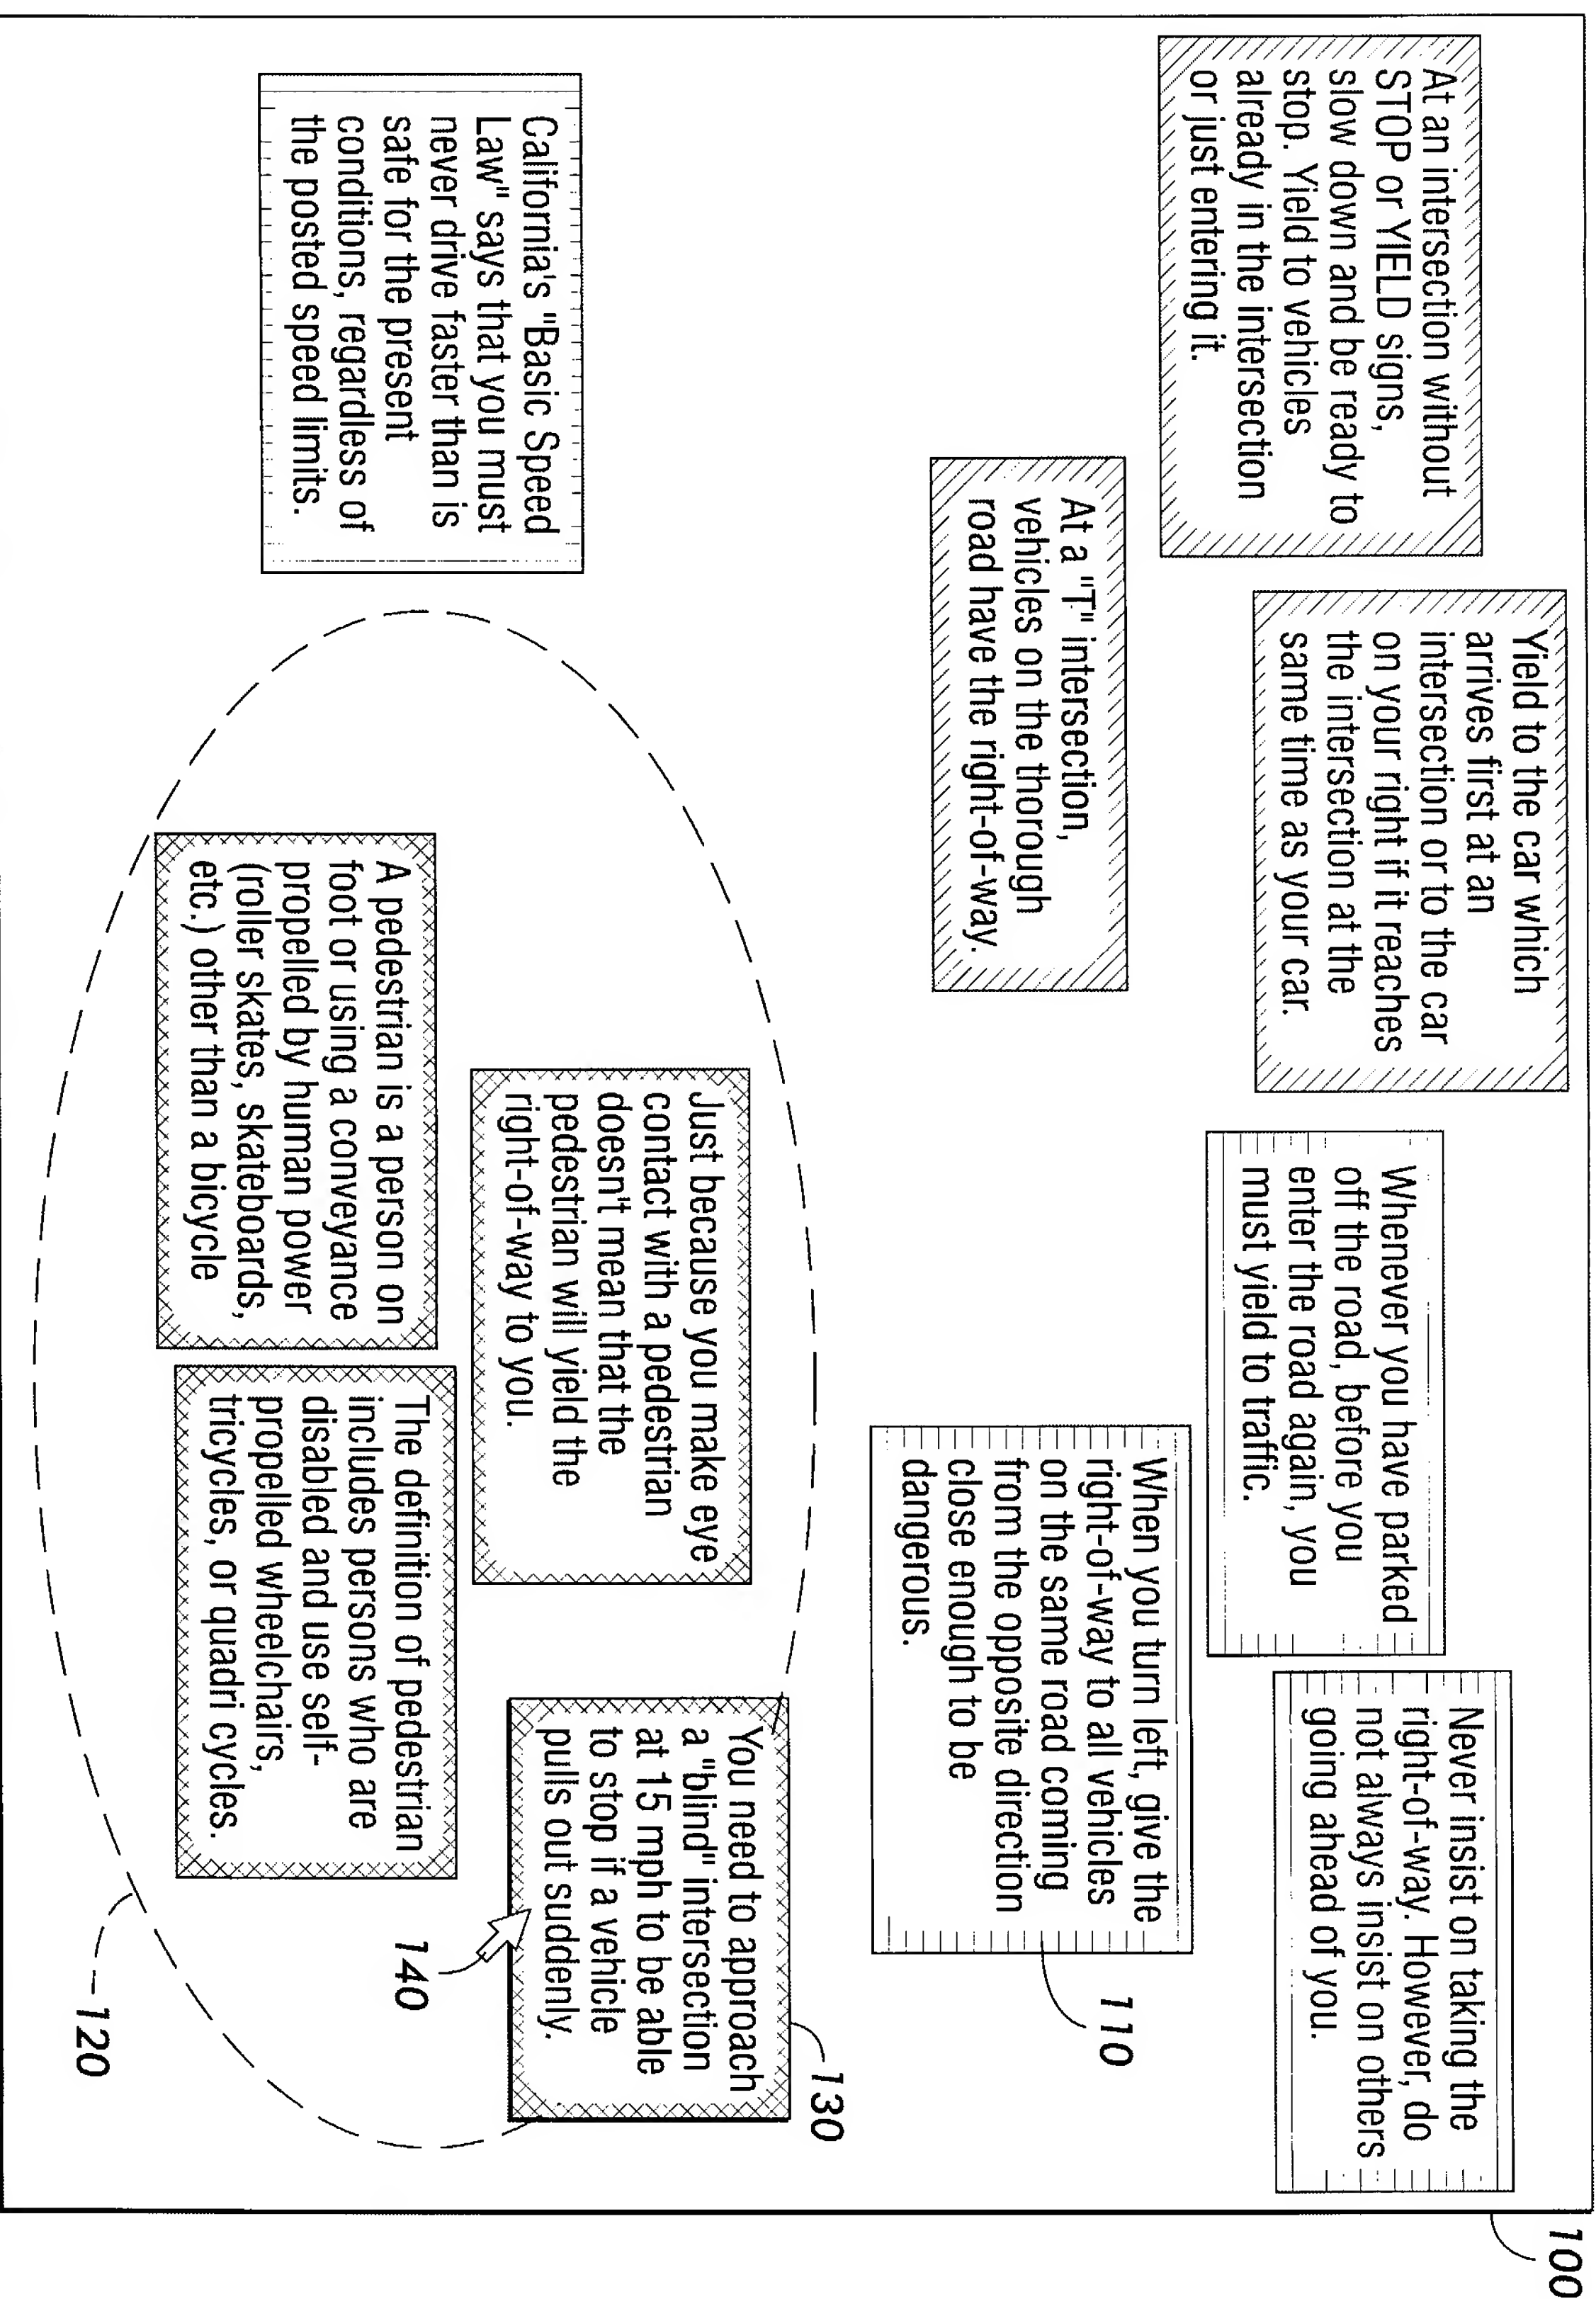 At an intersection without
STOP or YIELD signs,
slow down and be ready to
stop. Yield to vehicles
already in the intersection
or just entering it.
Yield to the car which
arrives first at an
intersection or to the car
on your right if it reaches
the intersection at the
same time as your car.
Whenever you have parked
off the road, before you
enter the road again, you
must yield to traffic.
Never insist on taking the
right-of-way. However, do
not always insist on others
going ahead of you.
100
At a "T" intersection,
vehicles on the thorough
road have the right-of-way.
When you turn left, give the
right-of-way to all vehicles
on the same road coming
from the opposite direction
close enough to be
dangerous.
110
California's "Basic Speed
Law" says that you must
never drive faster than is
safe for the present
conditions, regardless of
the posted speed limits.
Just because you make eye
contact with a pedestrian
doesn't mean that the
pedestrian will yield the
right-of-way to you.
You need to approach
a "blind" intersection
at 15 mph to be able
to stop if a vehicle
pulls out suddenly.
130
140
A pedestrian is a person on
foot or using a conveyance
propelled by human power
(roller skates, skateboards,
etc.) other than a bicycle
The definition of pedestrian
includes persons who are
disabled and use self-
propelled wheelchairs,
tricycles, or quadri cycles.
120